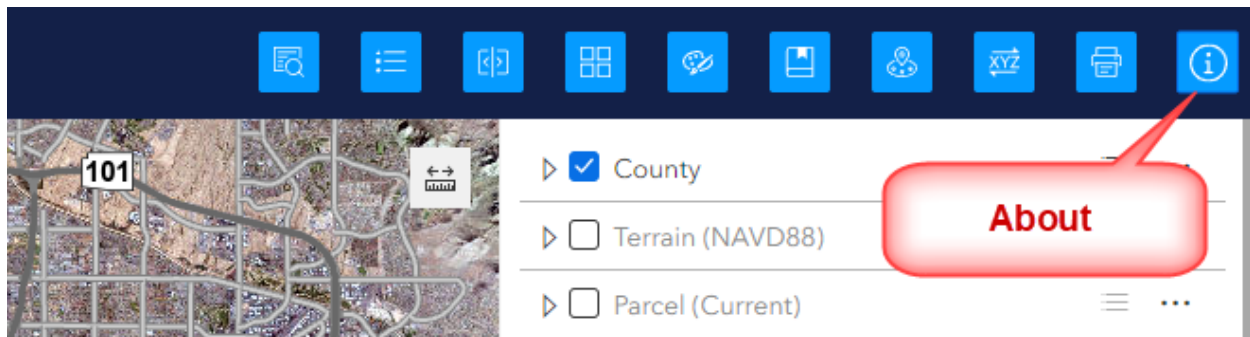 XYZ
101
County
About
Terrain (NAVD88)
Parcel (Current)